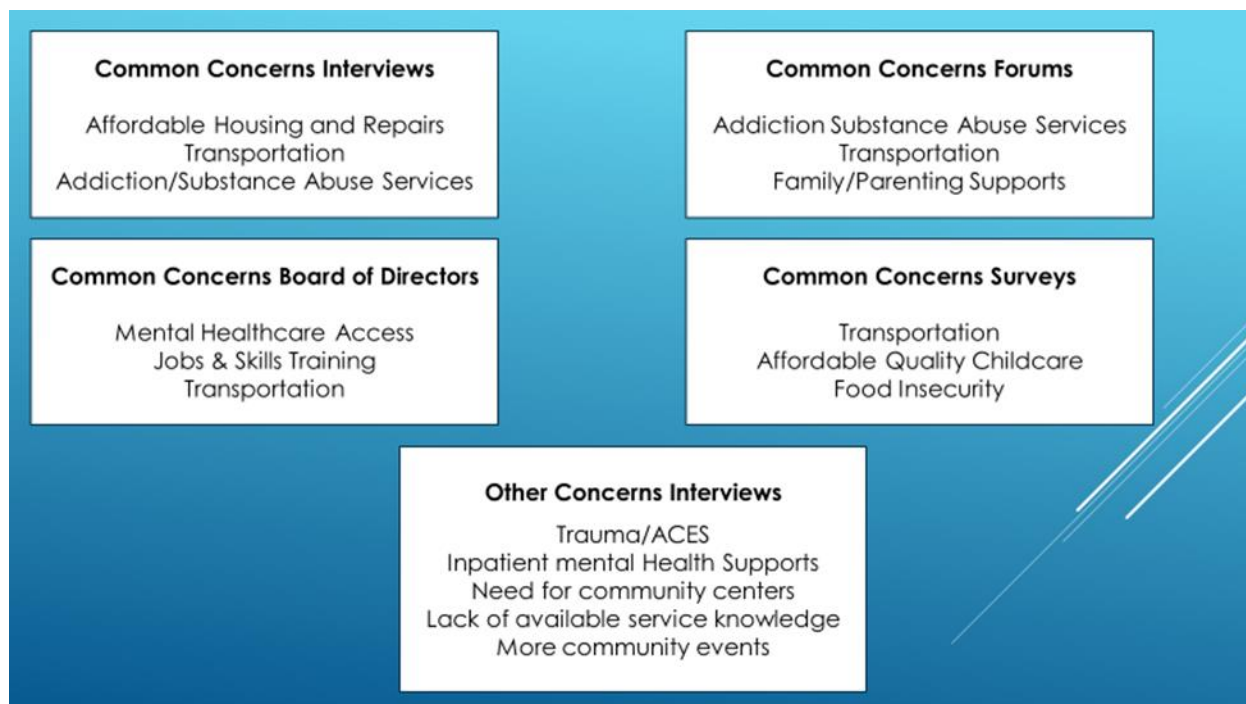 Common Concerns Interviews
Affordable Housing and Repairs
Transportation
Addiction/Substance Abuse Services
Common Concerns Forums
Addiction Substance Abuse Services
Transportation
Family/Parenting Supports
Common Concerns Board of Directors
Mental Healthcare Access
Jobs & Skills Training
Transportation
Common Concerns Surveys
Transportation
Affordable Quality Childcare
Food Insecurity
Other Concerns Interviews
Trauma/ACES
Inpatient mental Health Supports
Need for community centers
Lack of available service knowledge
More community events